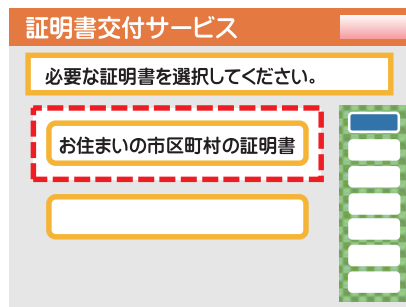 証明書交付サービス
必要な証明書を選択してください。
お住まいの市区町村の証明書